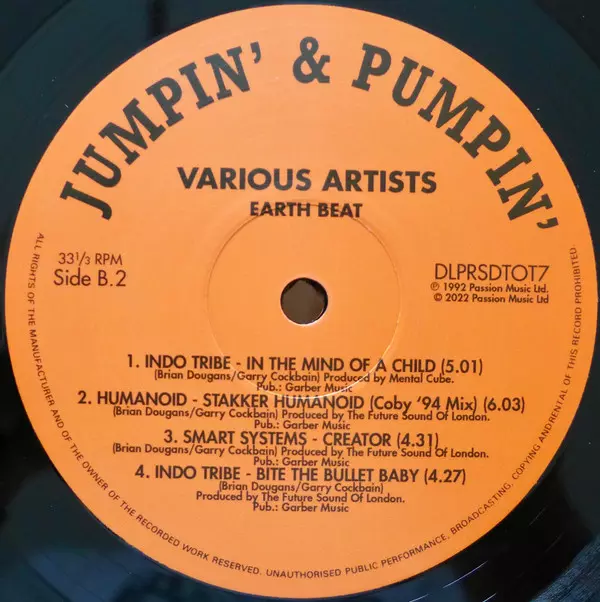 JUMPIN' & PUMPIN'
VARIOUS ARTISTS
EARTH BEAT
33⅓ RPM
Side B.2
DLPRSDTOT7
℗ 1992 Passion Music Ltd.
© 2022 Passion Music Ltd
1. INDO TRIBE - IN THE MIND OF A CHILD (5.01)
(Brian Dougans/Garry Cockbain) Produced by Mental Cube.
Pub.: Garber Music
2. HUMANOID - STAKKER HUMANOID (Coby '94 Mix) (6.03)
(Brian Dougans/Garry Cockbain) Produced by The Future Sound Of London.
Pub.: Garber Music
3. SMART SYSTEMS - CREATOR (4.31)
(Brian Dougans/Garry Cockbain) Produced by The Future Sound Of London.
Pub.: Garber Music
4. INDO TRIBE - BITE THE BULLET BABY (4.27)
(Brian Dougans/Garry Cockbain)
Produced by The Future Sound Of London.
Pub.: Garber Music
ALL RIGHTS OF THE MANUFACTURER AND OF THE OWNER OF THE RECORDED WORK RESERVED. UNAUTHORISED PUBLIC PERFORMANCE, BROADCASTING, COPYING ANDRENTAL OF THIS RECORD PROHIBITED.